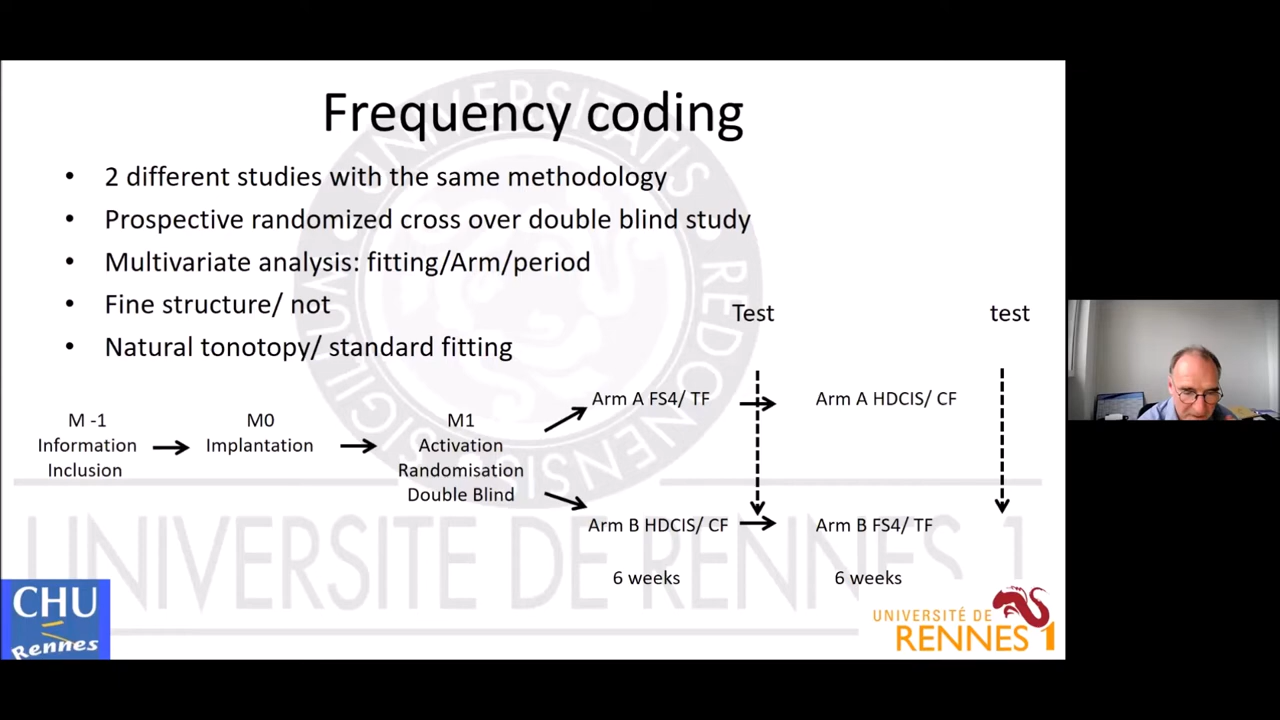 Frequency coding
• 2 different studies with the same methodology
• Prospective randomized cross over double blind study
• Multivariate analysis: fitting/Arm/period
• Fine structure/ not
• Natural tonotopy/ standard fitting
Test
test
M -1
Information
Inclusion
M0
Implantation
M1
Activation
Randomisation
Double Blind
Arm A FS4/ TF
Arm A HDCIS/ CF
Arm B HDCIS/ CF
Arm B FS4/ TF
6 weeks
6 weeks
UNIVERSITE DE RENNES 1
CHU
Rennes
UNIVERSITÉ DE
RENNES 1